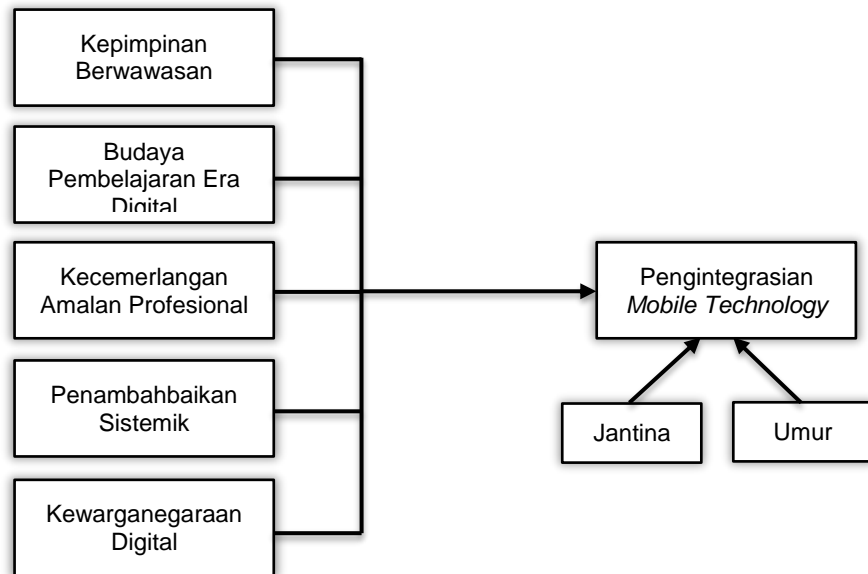 Kepimpinan
Berwawasan
Budaya
Pembelajaran Era
Digital
Kecemerlangan
Amalan Profesional
Penambahbaikan
Sistemik
Kewarganegaraan
Digital
Pengintegrasian
Mobile Technology
Jantina
Umur